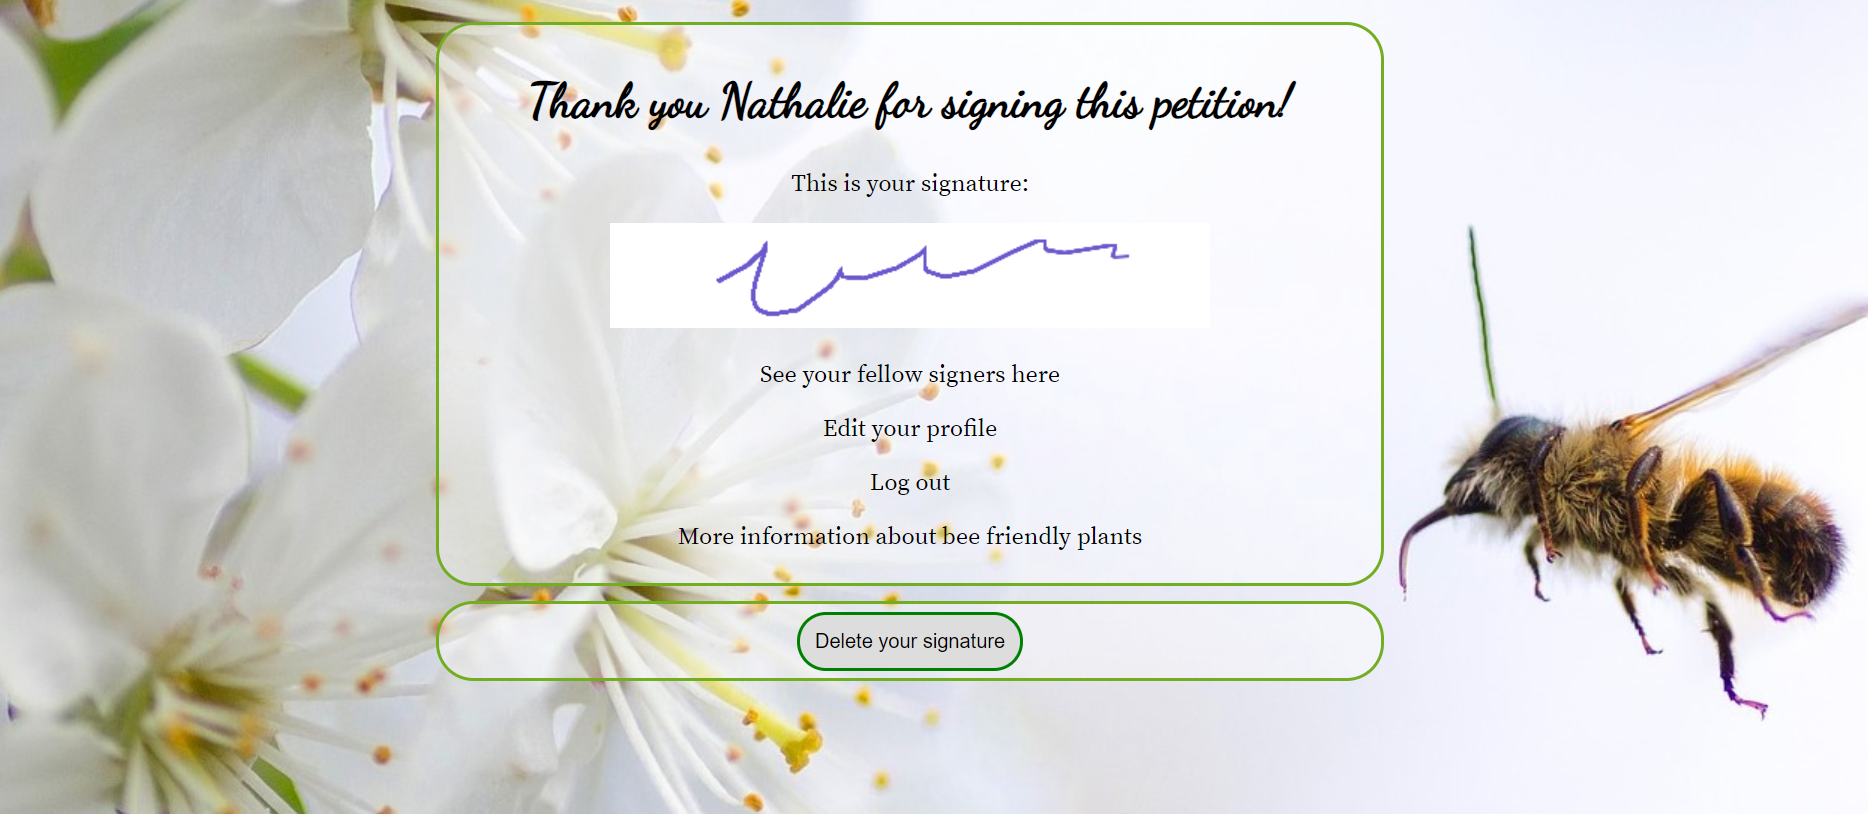 Thank you Nathalie for signing this petition!
This is your signature:
See your fellow signers here
Edit your profile
Log out
More information about bee friendly plants
Delete your signature